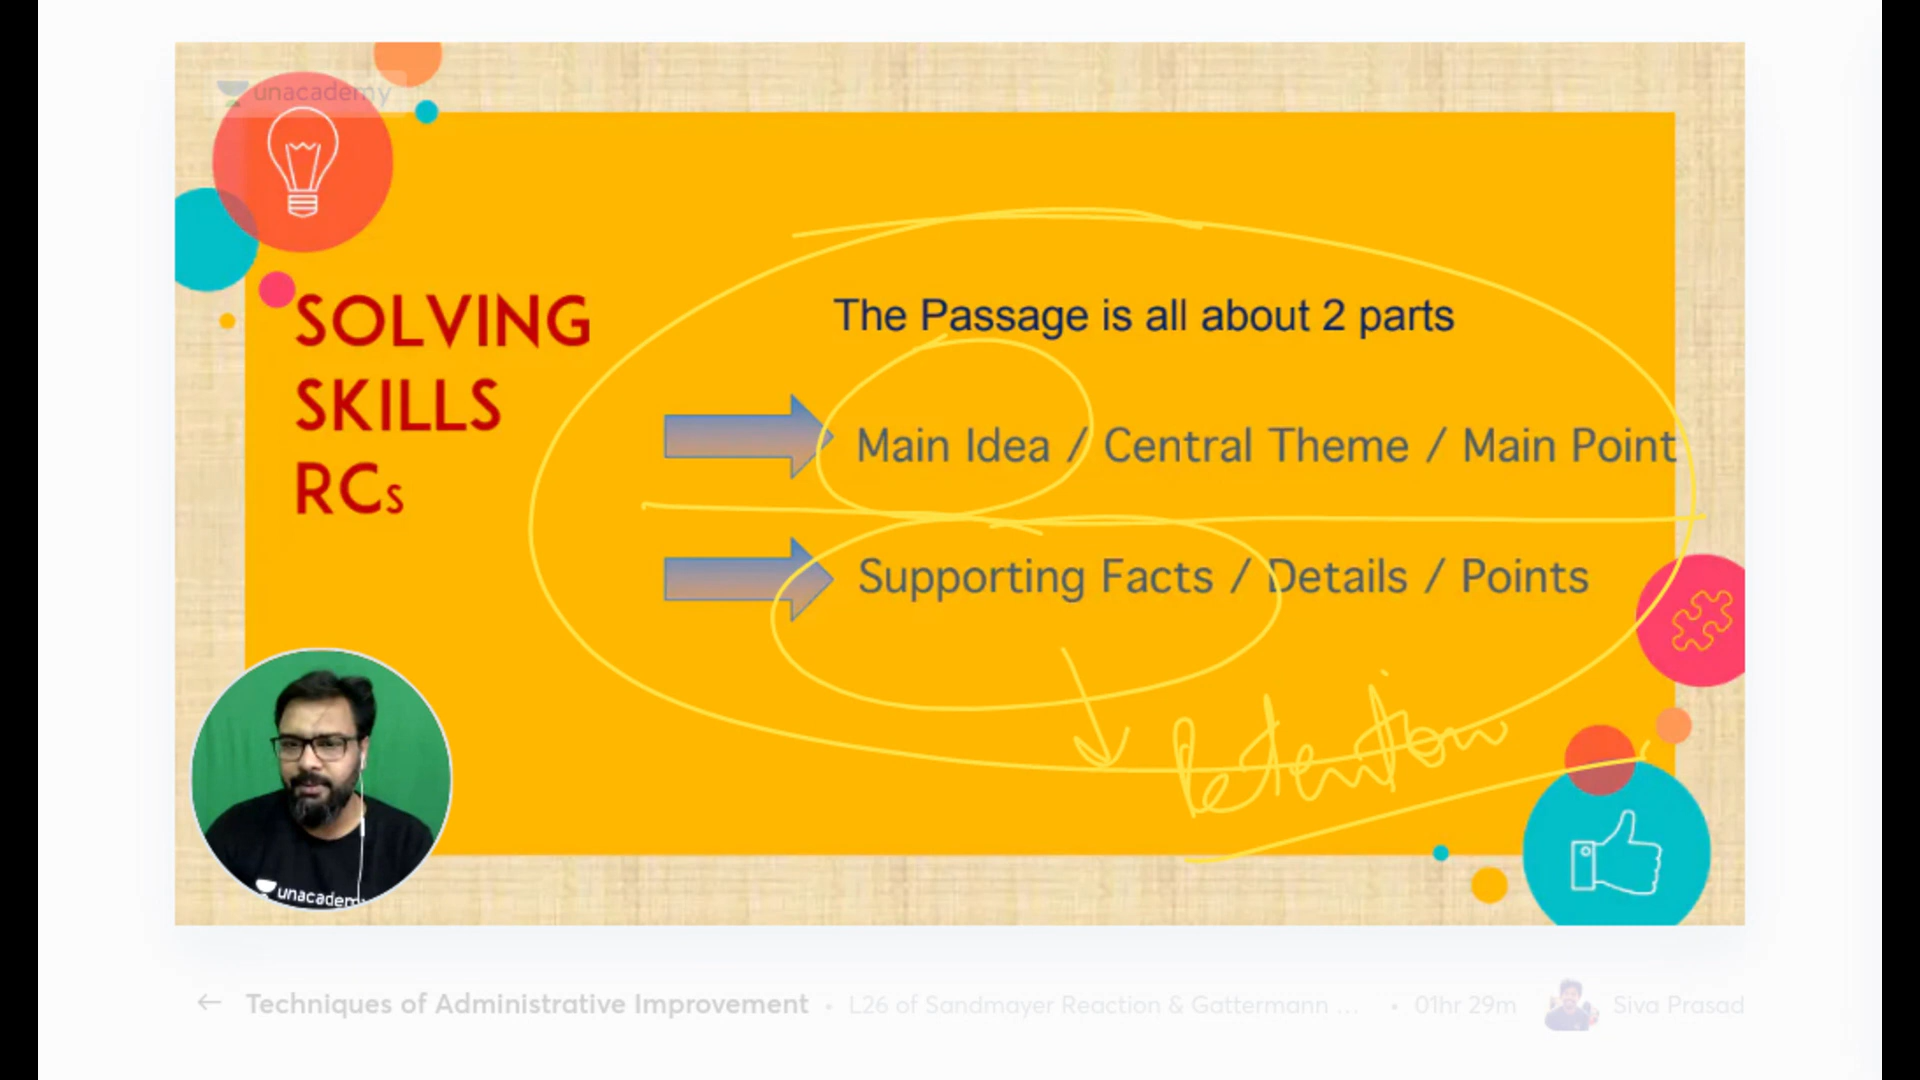 unacademy
SOLVING
SKILLS
RCs
The Passage is all about 2 parts
Main Idea / Central Theme / Main Point
Supporting Facts / Details / Points
Retention
unacademy
Techniques of Administrative Improvement • L26 of Sandmayer Reaction & Gattermann ... • 01hr 29m Siva Prasad